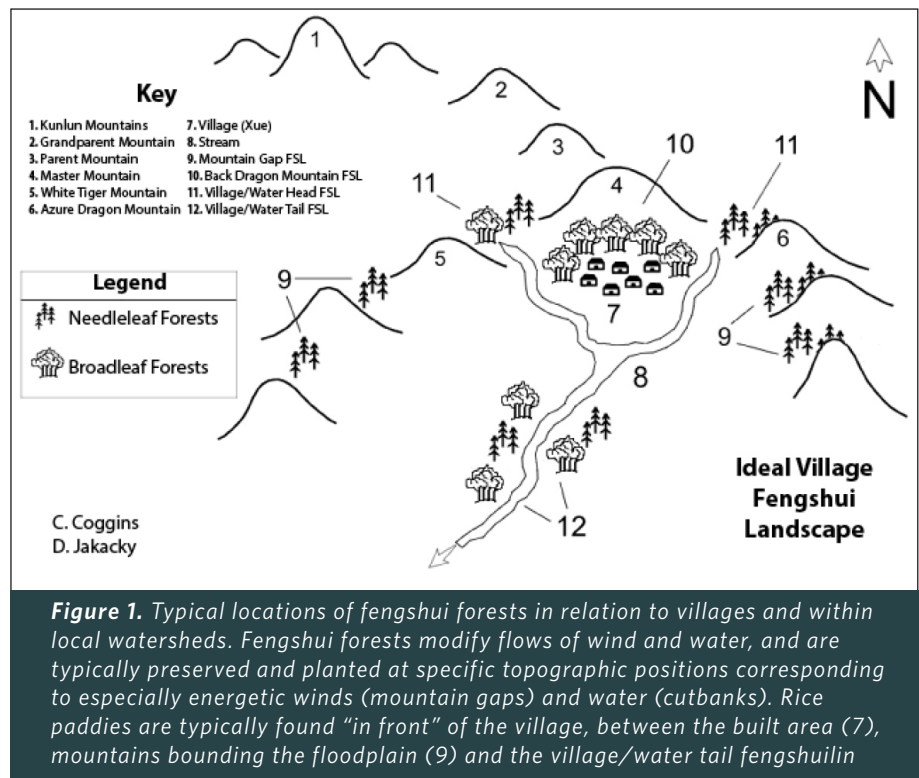 1
2
3
4
10
11
11
5
6
9
7
9
8
12
N
Key
1. Kunlun Mountains
2. Grandparent Mountain
3. Parent Mountain
4. Master Mountain
5. White Tiger Mountain
6. Azure Dragon Mountain
7. Village (Xue)
8. Stream
9. Mountain Gap FSL
10. Back Dragon Mountain FSL
11. Village/Water Head FSL
12. Village/Water Tail FSL
Legend
Needleleaf Forests
Broadleaf Forests
Ideal Village
Fengshui
Landscape
C. Coggins
D. Jakacky
Figure 1. Typical locations of fengshui forests in relation to villages and within
local watersheds. Fengshui forests modify flows of wind and water, and are
typically preserved and planted at specific topographic positions corresponding
to especially energetic winds (mountain gaps) and water (cutbanks). Rice
paddies are typically found “in front” of the village, between the built area (7),
mountains bounding the floodplain (9) and the village/water tail fengshuilin